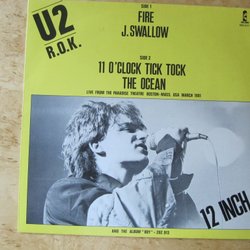 U2
R.O.K.
SIDE 1
FIRE
J. SWALLOW
SIDE 2
11 O'CLOCK TICK TOCK
THE OCEAN
LIVE FROM THE PARADISE THEATRE BOSTON-MASS. USA MARCH 1981
12 INCH
AND THE ALBUM "BOY"